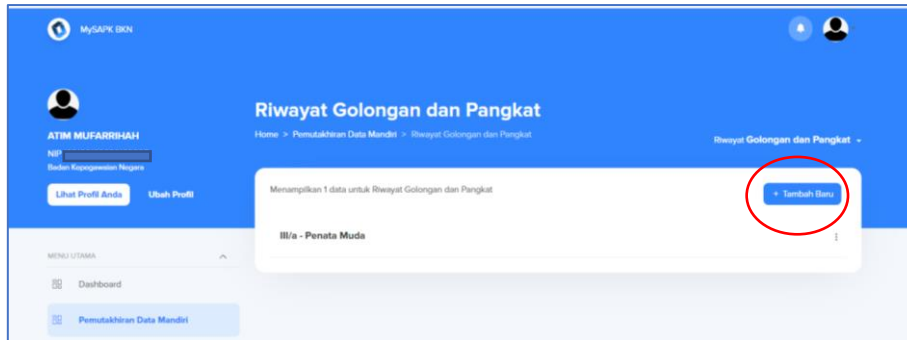 MySAPK BKN
ATIM MUFARRIHAH
NIP
Badan Kepegawaian Negara
Lihat Profil Anda
Ubah Profil
MENU UTAMA
Dashboard
Pemutakhiran Data Mandiri
Riwayat Golongan dan Pangkat
Home > Pemutakhiran Data Mandiri > Riwayat Golongan dan Pangkat
Riwayat Golongan dan Pangkat
Menampilkan 1 data untuk Riwayat Golongan dan Pangkat
+ Tambah Baru
III/a - Penata Muda